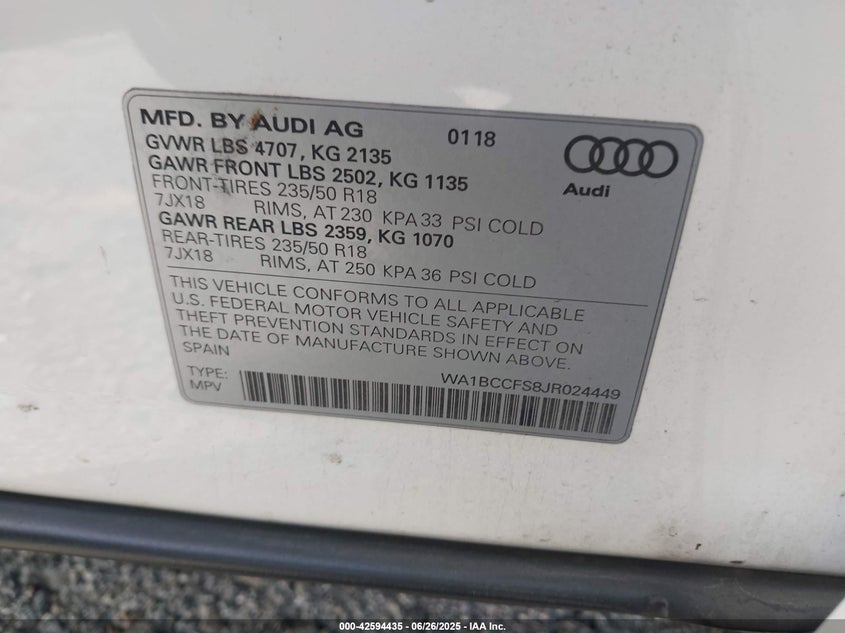 MFD. BY AUDI AG 0118
GVWR LBS 4707, KG 2135
GAWR FRONT LBS 2502, KG 1135
FRONT-TIRES 235/50 R18
7JX18 RIMS, AT 230 KPA 33 PSI COLD
GAWR REAR LBS 2359, KG 1070
REAR-TIRES 235/50 R18
7JX18 RIMS, AT 250 KPA 36 PSI COLD
Audi
THIS VEHICLE CONFORMS TO ALL APPLICABLE
U.S. FEDERAL MOTOR VEHICLE SAFETY AND
THEFT PREVENTION STANDARDS IN EFFECT ON
THE DATE OF MANUFACTURE SHOWN ABOVE.
SPAIN
TYPE: WA1BCCFS8JR024449
MPV
000-42594435 - 06/26/2025 - IAA Inc.